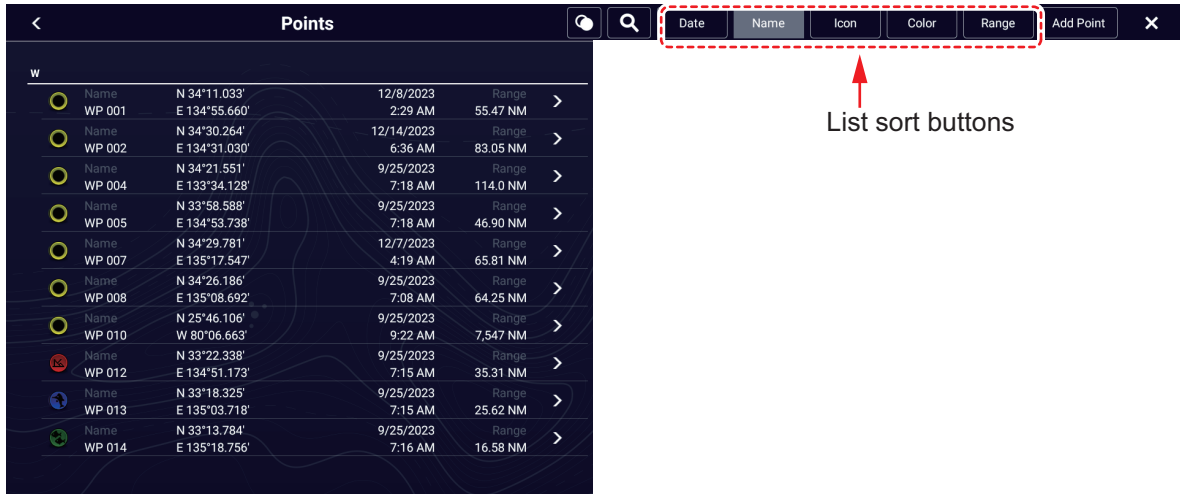 Points
Date Name Icon Color Range Add Point
List sort buttons
W
Name N 34°11.033' 12/8/2023 Range
WP 001 E 134°55.660' 2:29 AM 55.47 NM
Name N 34°30.264' 12/14/2023 Range
WP 002 E 134°31.030' 6:36 AM 83.05 NM
Name N 34°21.551' 9/25/2023 Range
WP 004 E 133°34.128' 7:18 AM 114.0 NM
Name N 33°58.588' 9/25/2023 Range
WP 005 E 134°53.738' 7:18 AM 46.90 NM
Name N 34°29.781' 12/7/2023 Range
WP 007 E 135°17.547' 4:19 AM 65.81 NM
Name N 34°26.186' 9/25/2023 Range
WP 008 E 135°08.692' 7:08 AM 64.25 NM
Name N 25°46.106' 9/25/2023 Range
WP 010 W 80°06.663' 9:22 AM 7,547 NM
Name N 33°22.338' 9/25/2023 Range
WP 012 E 134°51.173' 7:15 AM 35.31 NM
Name N 33°18.325' 9/25/2023 Range
WP 013 E 135°03.718' 7:15 AM 25.62 NM
Name N 33°13.784' 9/25/2023 Range
WP 014 E 135°18.756' 7:16 AM 16.58 NM